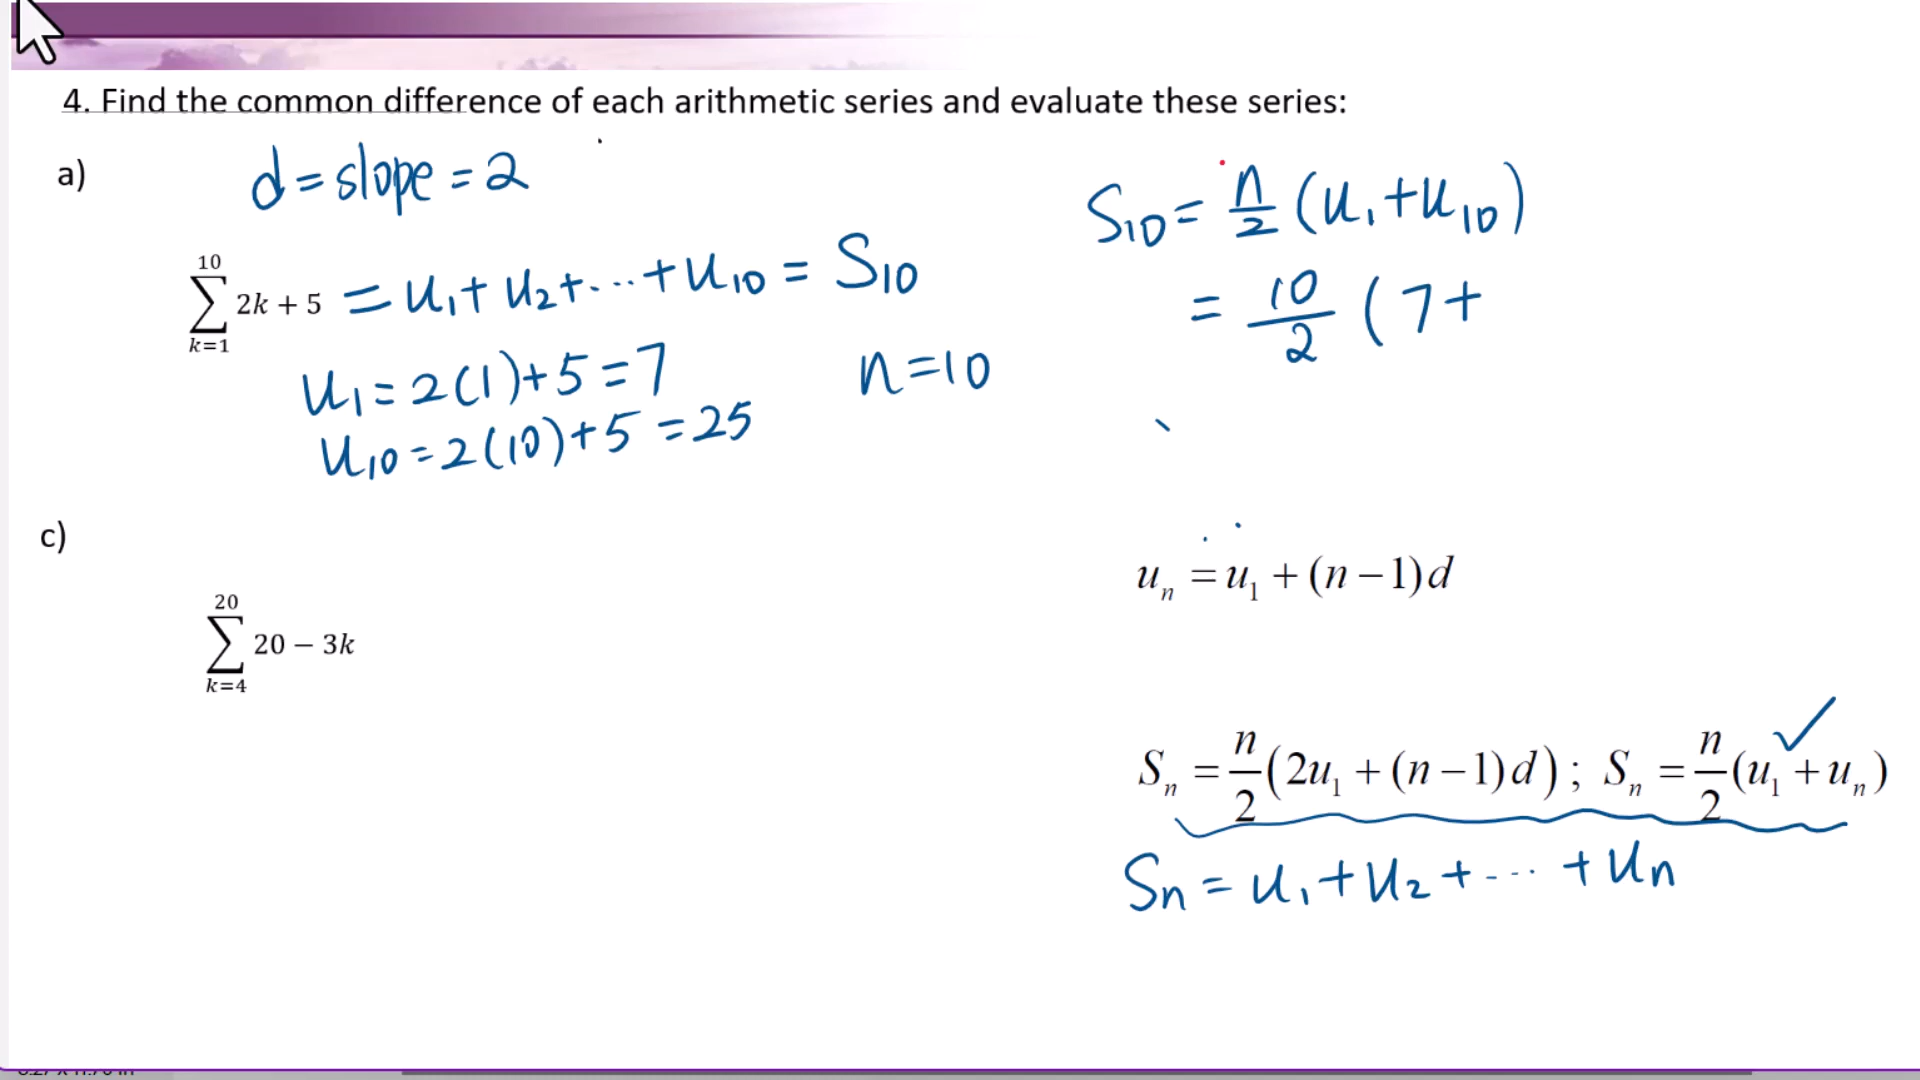 4. Find the common difference of each arithmetic series and evaluate these series:
a)
d = slope = 2
10
∑ 2k + 5 = u₁ + u₂ + ... + u₁₀ = S₁₀
k=1
u₁ = 2(1) + 5 = 7
u₁₀ = 2(10) + 5 = 25
n = 10
S₁₀ = n/2 (u₁ + u₁₀)
= 10/2 (7 +
c)
20
∑ 20 − 3k
k=4
uₙ = u₁ + (n − 1)d
Sₙ = n/2 (2u₁ + (n − 1)d) ; Sₙ = n/2 (u₁ + uₙ) ✓
Sₙ = u₁ + u₂ + ... + uₙ